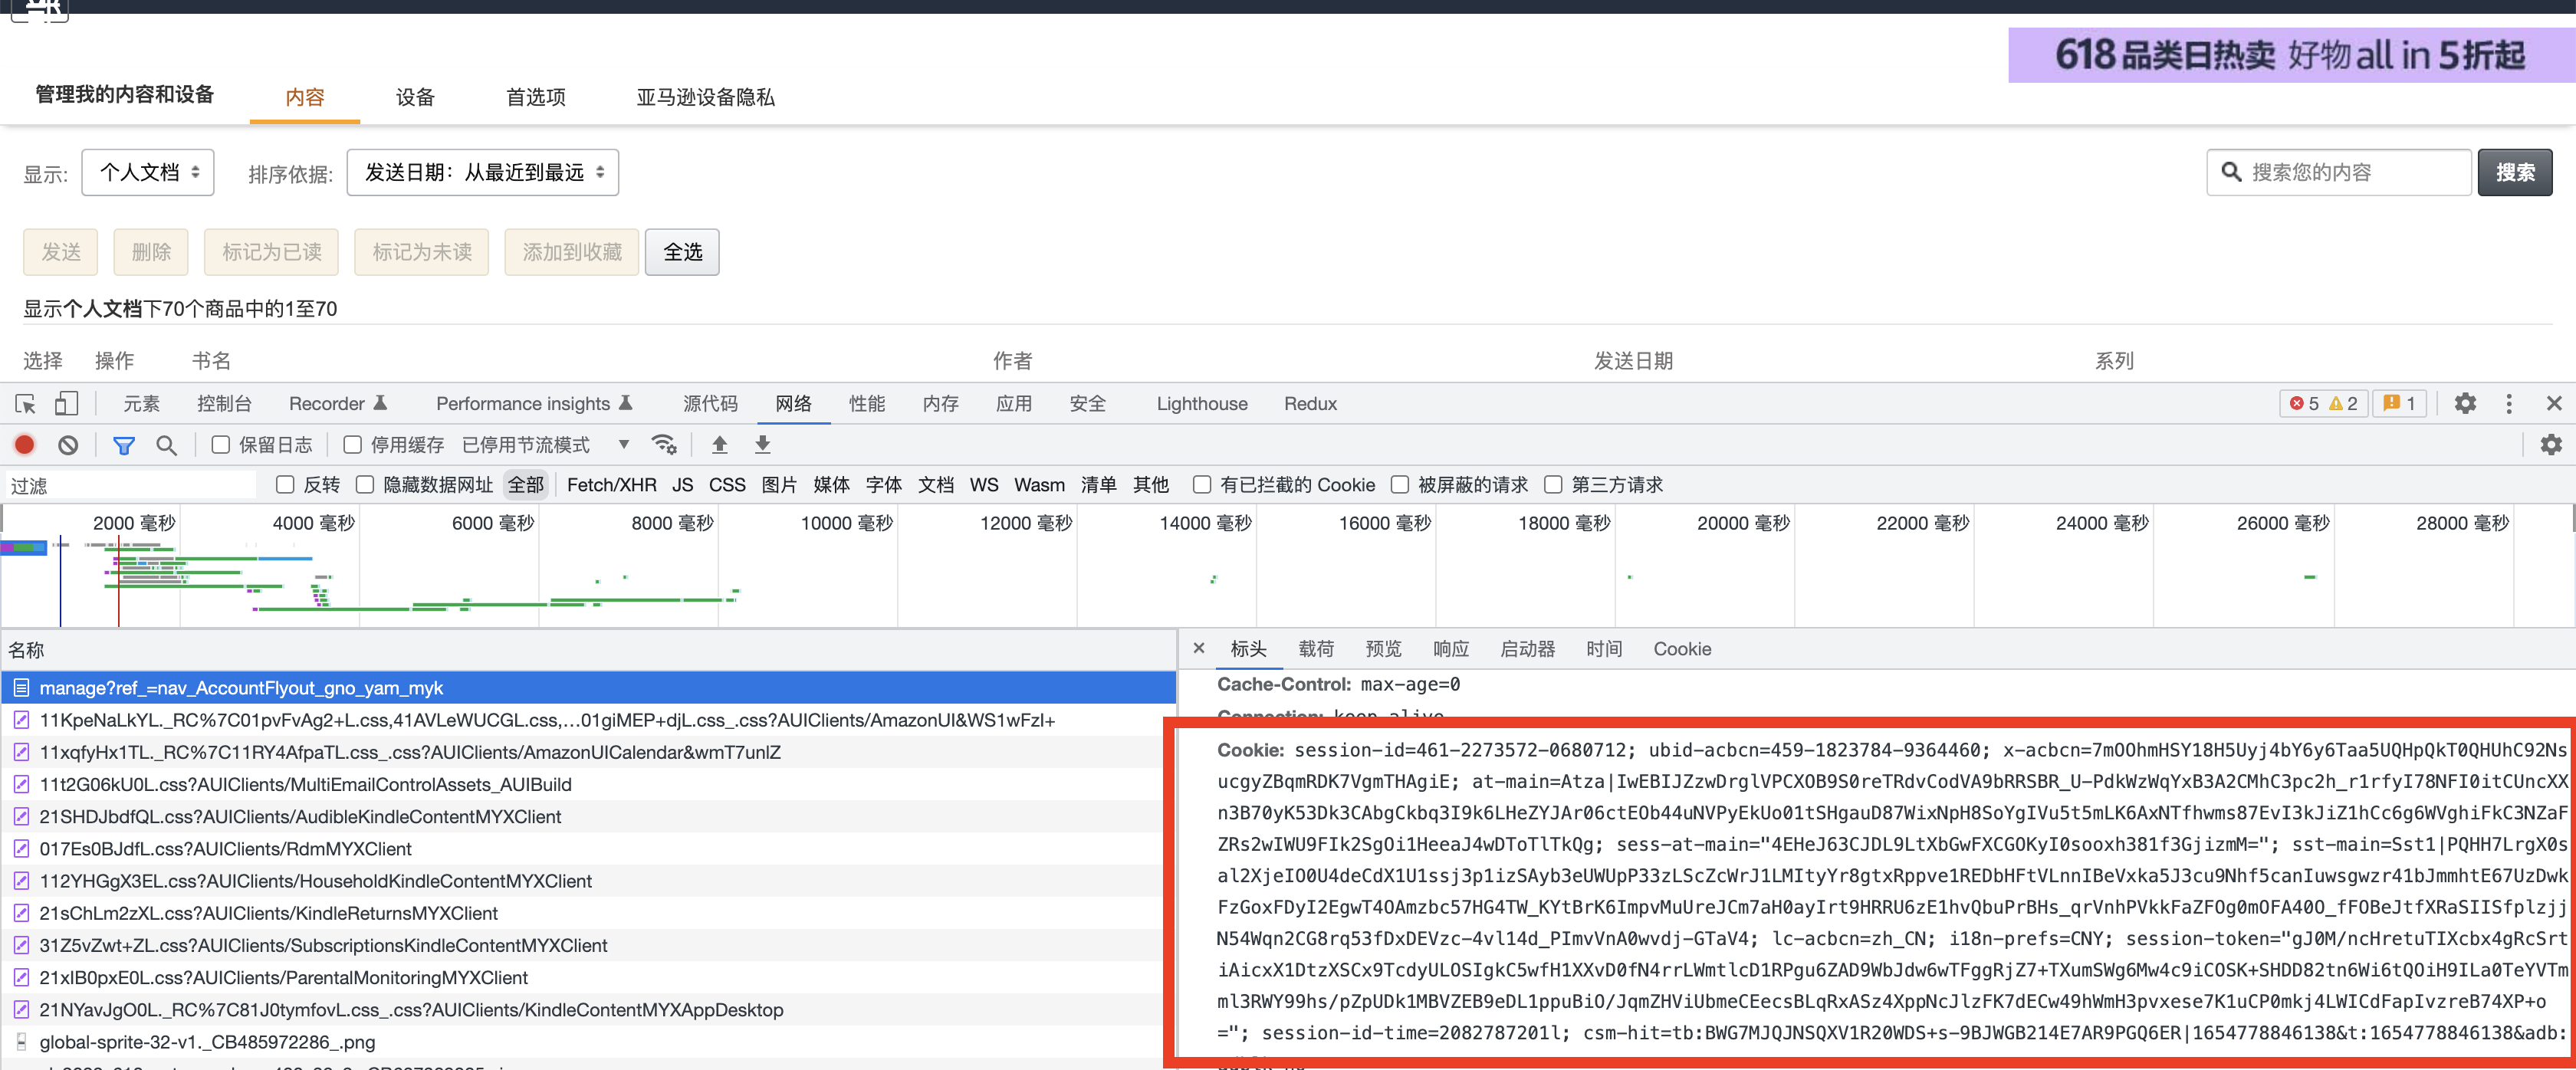 618品类日热卖 好物all in 5折起
管理我的内容和设备 内容 设备 首选项 亚马逊设备隐私
显示: 个人文档 排序依据: 发送日期：从最近到最远 搜索您的内容 搜索
发送 删除 标记为已读 标记为未读 添加到收藏 全选
显示个人文档下70个商品中的1至70
选择 操作 书名 作者 发送日期 系列
元素 控制台 Recorder Performance insights 源代码 网络 性能 内存 应用 安全 Lighthouse Redux 5 2 1
保留日志 停用缓存 已停用节流模式
过滤 反转 隐藏数据网址 全部 Fetch/XHR JS CSS 图片 媒体 字体 文档 WS Wasm 清单 其他 有已拦截的 Cookie 被屏蔽的请求 第三方请求
2000 毫秒 4000 毫秒 6000 毫秒 8000 毫秒 10000 毫秒 12000 毫秒 14000 毫秒 16000 毫秒 18000 毫秒 20000 毫秒 22000 毫秒 24000 毫秒 26000 毫秒 28000 毫秒
名称
manage?ref_=nav_AccountFlyout_gno_yam_myk
11KpeNaLkYL._RC%7C01pvFvAg2+L.css,41AVLeWUCGL.css,…01giMEP+djL.css_.css?AUIClients/AmazonUI&WS1wFzI+
11xqfyHx1TL._RC%7C11RY4AfpaTL.css_.css?AUIClients/AmazonUICalendar&wmT7unlZ
11t2G06kU0L.css?AUIClients/MultiEmailControlAssets_AUIBuild
21SHDJbdfQL.css?AUIClients/AudibleKindleContentMYXClient
017Es0BJdfL.css?AUIClients/RdmMYXClient
112YHGgX3EL.css?AUIClients/HouseholdKindleContentMYXClient
21sChLm2zXL.css?AUIClients/KindleReturnsMYXClient
31Z5vZwt+ZL.css?AUIClients/SubscriptionsKindleContentMYXClient
21xIB0pxE0L.css?AUIClients/ParentalMonitoringMYXClient
21NYavJgO0L._RC%7C81J0tymfovL.css_.css?AUIClients/KindleContentMYXAppDesktop
global-sprite-32-v1._CB485972286_.png
标头 载荷 预览 响应 启动器 时间 Cookie
Cache-Control: max-age=0
Connection: keep-alive
Cookie: session-id=461-2273572-0680712; ubid-acbcn=459-1823784-9364460; x-acbcn=7mOOhmHSY18H5Uyj4bY6y6Taa5UQHpQkT0QHUhC92Ns
ucgyZBqmRDK7VgmTHAgiE; at-main=Atza|IwEBIJZzwDrglVPCXOB9S0reTRdvCodVA9bRRSBR_U-PdkWzWqYxB3A2CMhC3pc2h_r1rfyI78NFI0itCUncXX
n3B70yK53Dk3CAbgCkbq3I9k6LHeZYJAr06ctEOb44uNVPyEkUo01tSHgauD87WixNpH8SoYgIVu5t5mLK6AxNTfhwms87EvI3kJiZ1hCc6g6WVghiFkC3NZaF
ZRs2wIWU9FIk2SgOi1HeeaJ4wDToTlTkQg; sess-at-main="4EHeJ63CJDL9LtXbGwFXCGOKyI0sooxh381f3GjizmM="; sst-main=Sst1|PQHH7LrgX0s
al2XjeIO0U4deCdX1U1ssj3p1izSAyb3eUWUpP33zLScZcWrJ1LMItyYr8gtxRppve1REDbHFtVLnnIBeVxka5J3cu9Nhf5canIuwsgwzr41bJmmhtE67UzDwk
FzGoxFDyI2EgwT4OAmzbc57HG4TW_KYtBrK6ImpvMuUreJCm7aH0ayIrt9HRRU6zE1hvQbuPrBHs_qrVnhPVkkFaZFOg0mOFA40O_fFOBeJtfXRaSIISfplzjj
N54Wqn2CG8rq53fDxDEVzc-4vl14d_PImvVnA0wvdj-GTaV4; lc-acbcn=zh_CN; i18n-prefs=CNY; session-token="gJ0M/ncHretuTIXcbx4gRcSrt
iAicxX1DtzXSCx9TcdyULOSIgkC5wfH1XXvD0fN4rrLWmtlcD1RPgu6ZAD9WbJdw6wTFggRjZ7+TXumSWg6Mw4c9iCOSK+SHDD82tn6Wi6tQOiH9ILa0TeYVTm
ml3RWY99hs/pZpUDk1MBVZEB9eDL1ppuBiO/JqmZHViUbmeCEecsBLqRxASz4XppNcJlzFK7dECw49hWmH3pvxese7K1uCP0mkj4LWICdFapIvzreB74XP+o
="; session-id-time=2082787201l; csm-hit=tb:BWG7MJQJNSQXV1R20WDS+s-9BJWGB214E7AR9PGQ6ER|1654778846138&t:1654778846138&adb: